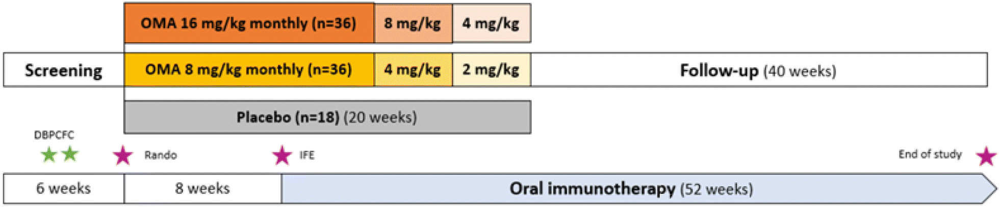 OMA 16 mg/kg monthly (n=36) 8 mg/kg 4 mg/kg
Screening OMA 8 mg/kg monthly (n=36) 4 mg/kg 2 mg/kg Follow-up (40 weeks)
Placebo (n=18) (20 weeks)
DBPCFC
Rando IFE End of study
6 weeks 8 weeks Oral immunotherapy (52 weeks)